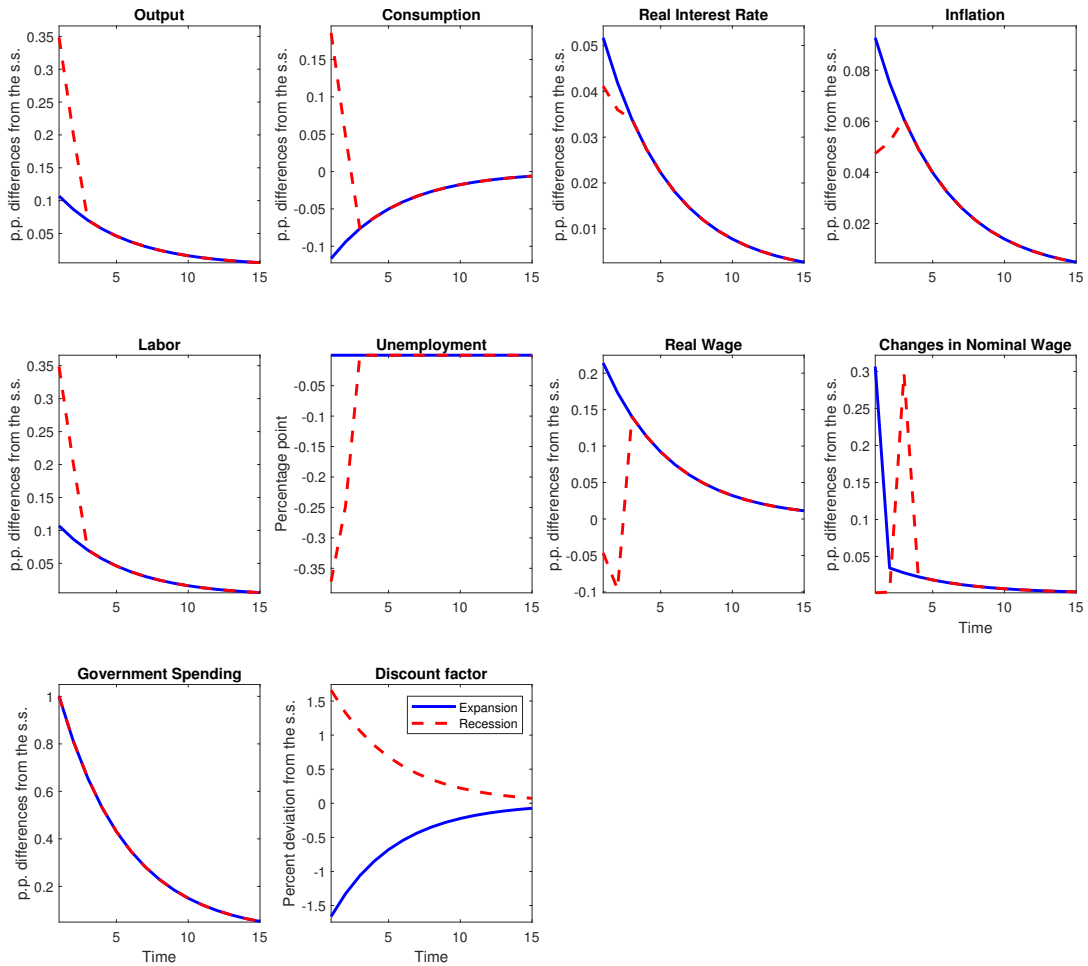 Output
p.p. differences from the s.s.
0.35
0.3
0.25
0.2
0.15
0.1
0.05
5 10 15
Consumption
p.p. differences from the s.s.
0.15
0.1
0.05
0
-0.05
-0.1
5 10 15
Real Interest Rate
p.p. differences from the s.s.
0.05
0.04
0.03
0.02
0.01
5 10 15
Inflation
p.p. differences from the s.s.
0.08
0.06
0.04
0.02
5 10 15
Labor
p.p. differences from the s.s.
0.35
0.3
0.25
0.2
0.15
0.1
0.05
5 10 15
Unemployment
Percentage point
-0.05
-0.1
-0.15
-0.2
-0.25
-0.3
-0.35
5 10 15
Real Wage
p.p. differences from the s.s.
0.2
0.15
0.1
0.05
0
-0.05
-0.1
5 10 15
Changes in Nominal Wage
p.p. differences from the s.s.
0.3
0.25
0.2
0.15
0.1
0.05
5 10 15
Time
Government Spending
p.p. differences from the s.s.
1
0.8
0.6
0.4
0.2
5 10 15
Time
Discount factor
Percent deviation from the s.s.
1.5
1
0.5
0
-0.5
-1
-1.5
Expansion
Recession
5 10 15
Time